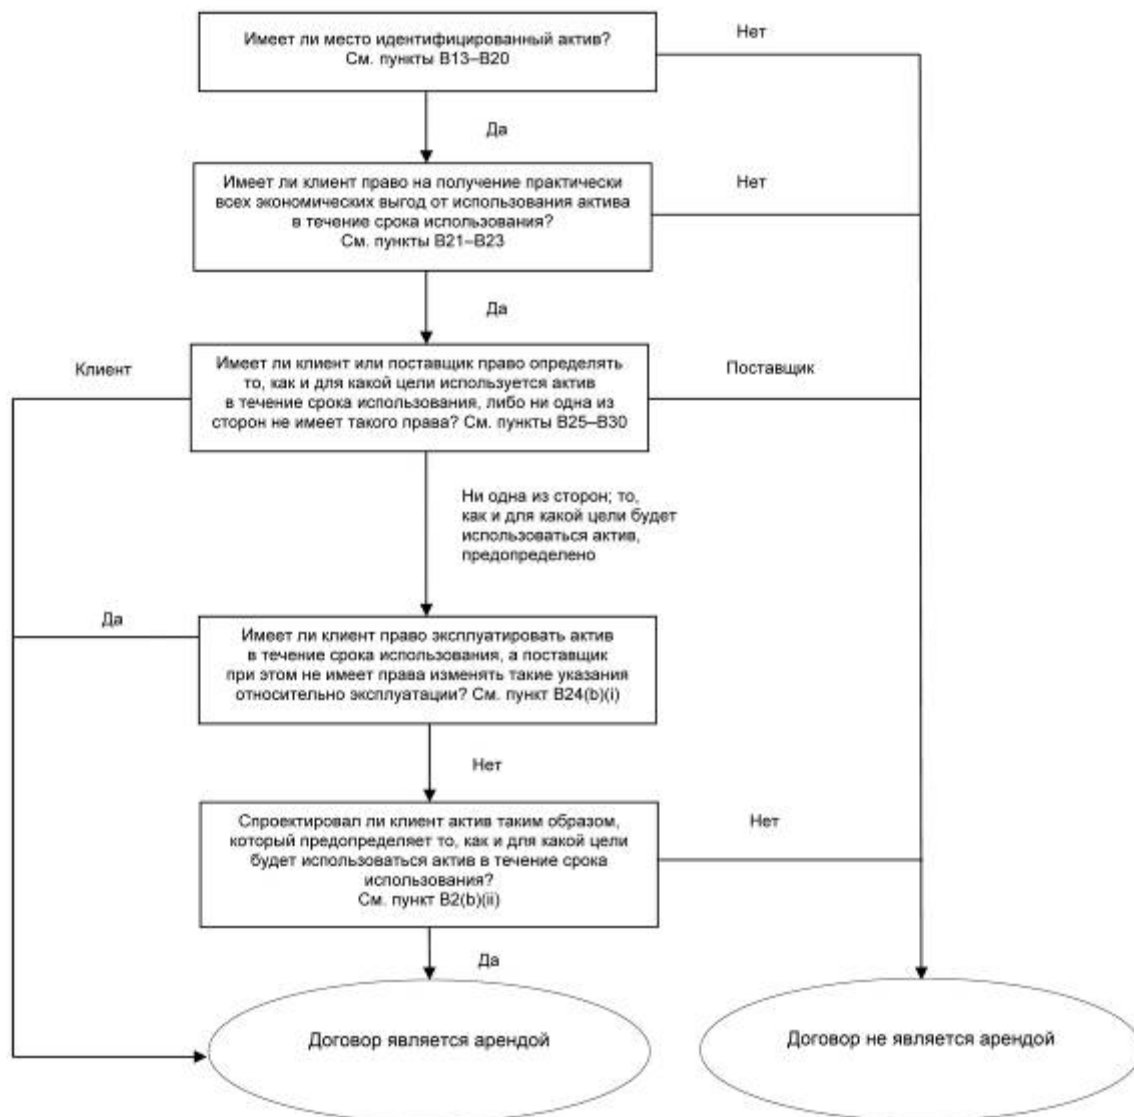 Имеет ли место идентифицированный актив?
См. пункты B13–B20
Нет
Да
Имеет ли клиент право на получение практически
всех экономических выгод от использования актива
в течение срока использования?
См. пункты B21–B23
Нет
Да
Клиент
Имеет ли клиент или поставщик право определять
то, как и для какой цели используется актив
в течение срока использования, либо ни одна из
сторон не имеет такого права? См. пункты B25–B30
Поставщик
Ни одна из сторон; то,
как и для какой цели будет
использоваться актив,
предопределено
Да
Имеет ли клиент право эксплуатировать актив
в течение срока использования, а поставщик
при этом не имеет права изменять такие указания
относительно эксплуатации? См. пункт B24(b)(i)
Нет
Спроектировал ли клиент актив таким образом,
который предопределяет то, как и для какой цели
будет использоваться актив в течение срока
использования?
См. пункт B2(b)(ii)
Нет
Да
Договор является арендой
Договор не является арендой